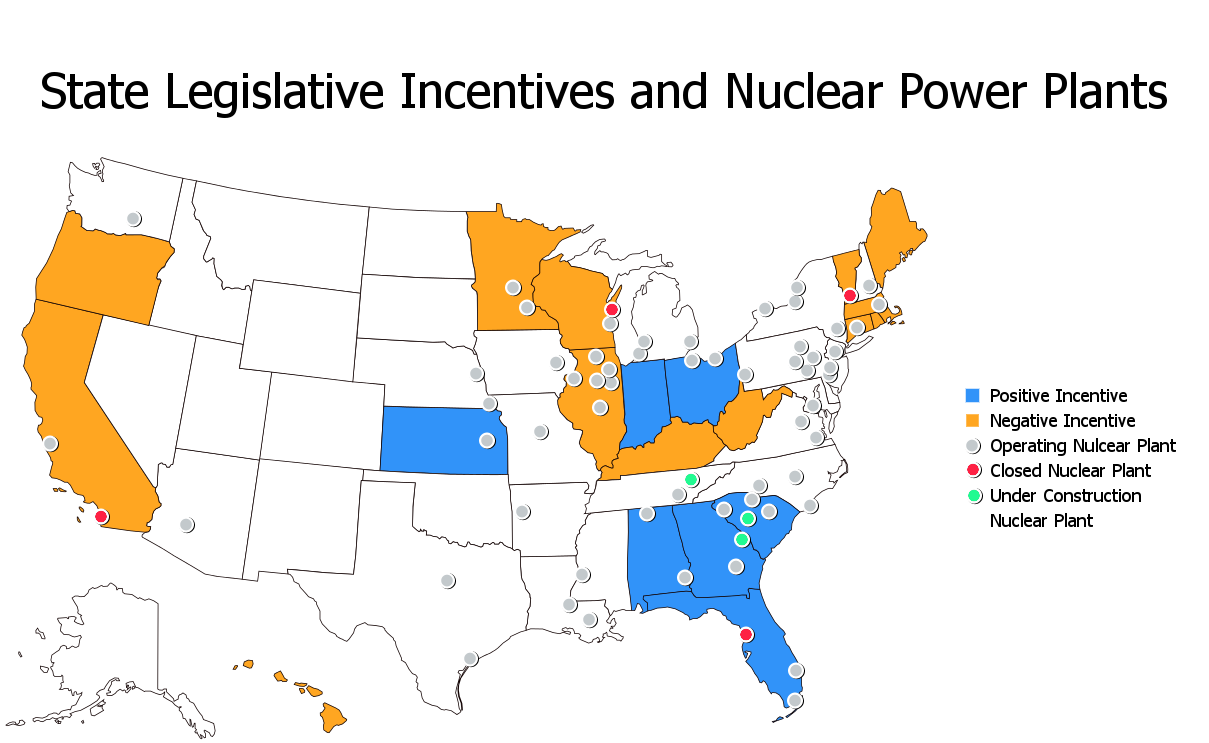 State Legislative Incentives and Nuclear Power Plants
Positive Incentive
Negative Incentive
Operating Nulcear Plant
Closed Nuclear Plant
Under Construction
Nuclear Plant